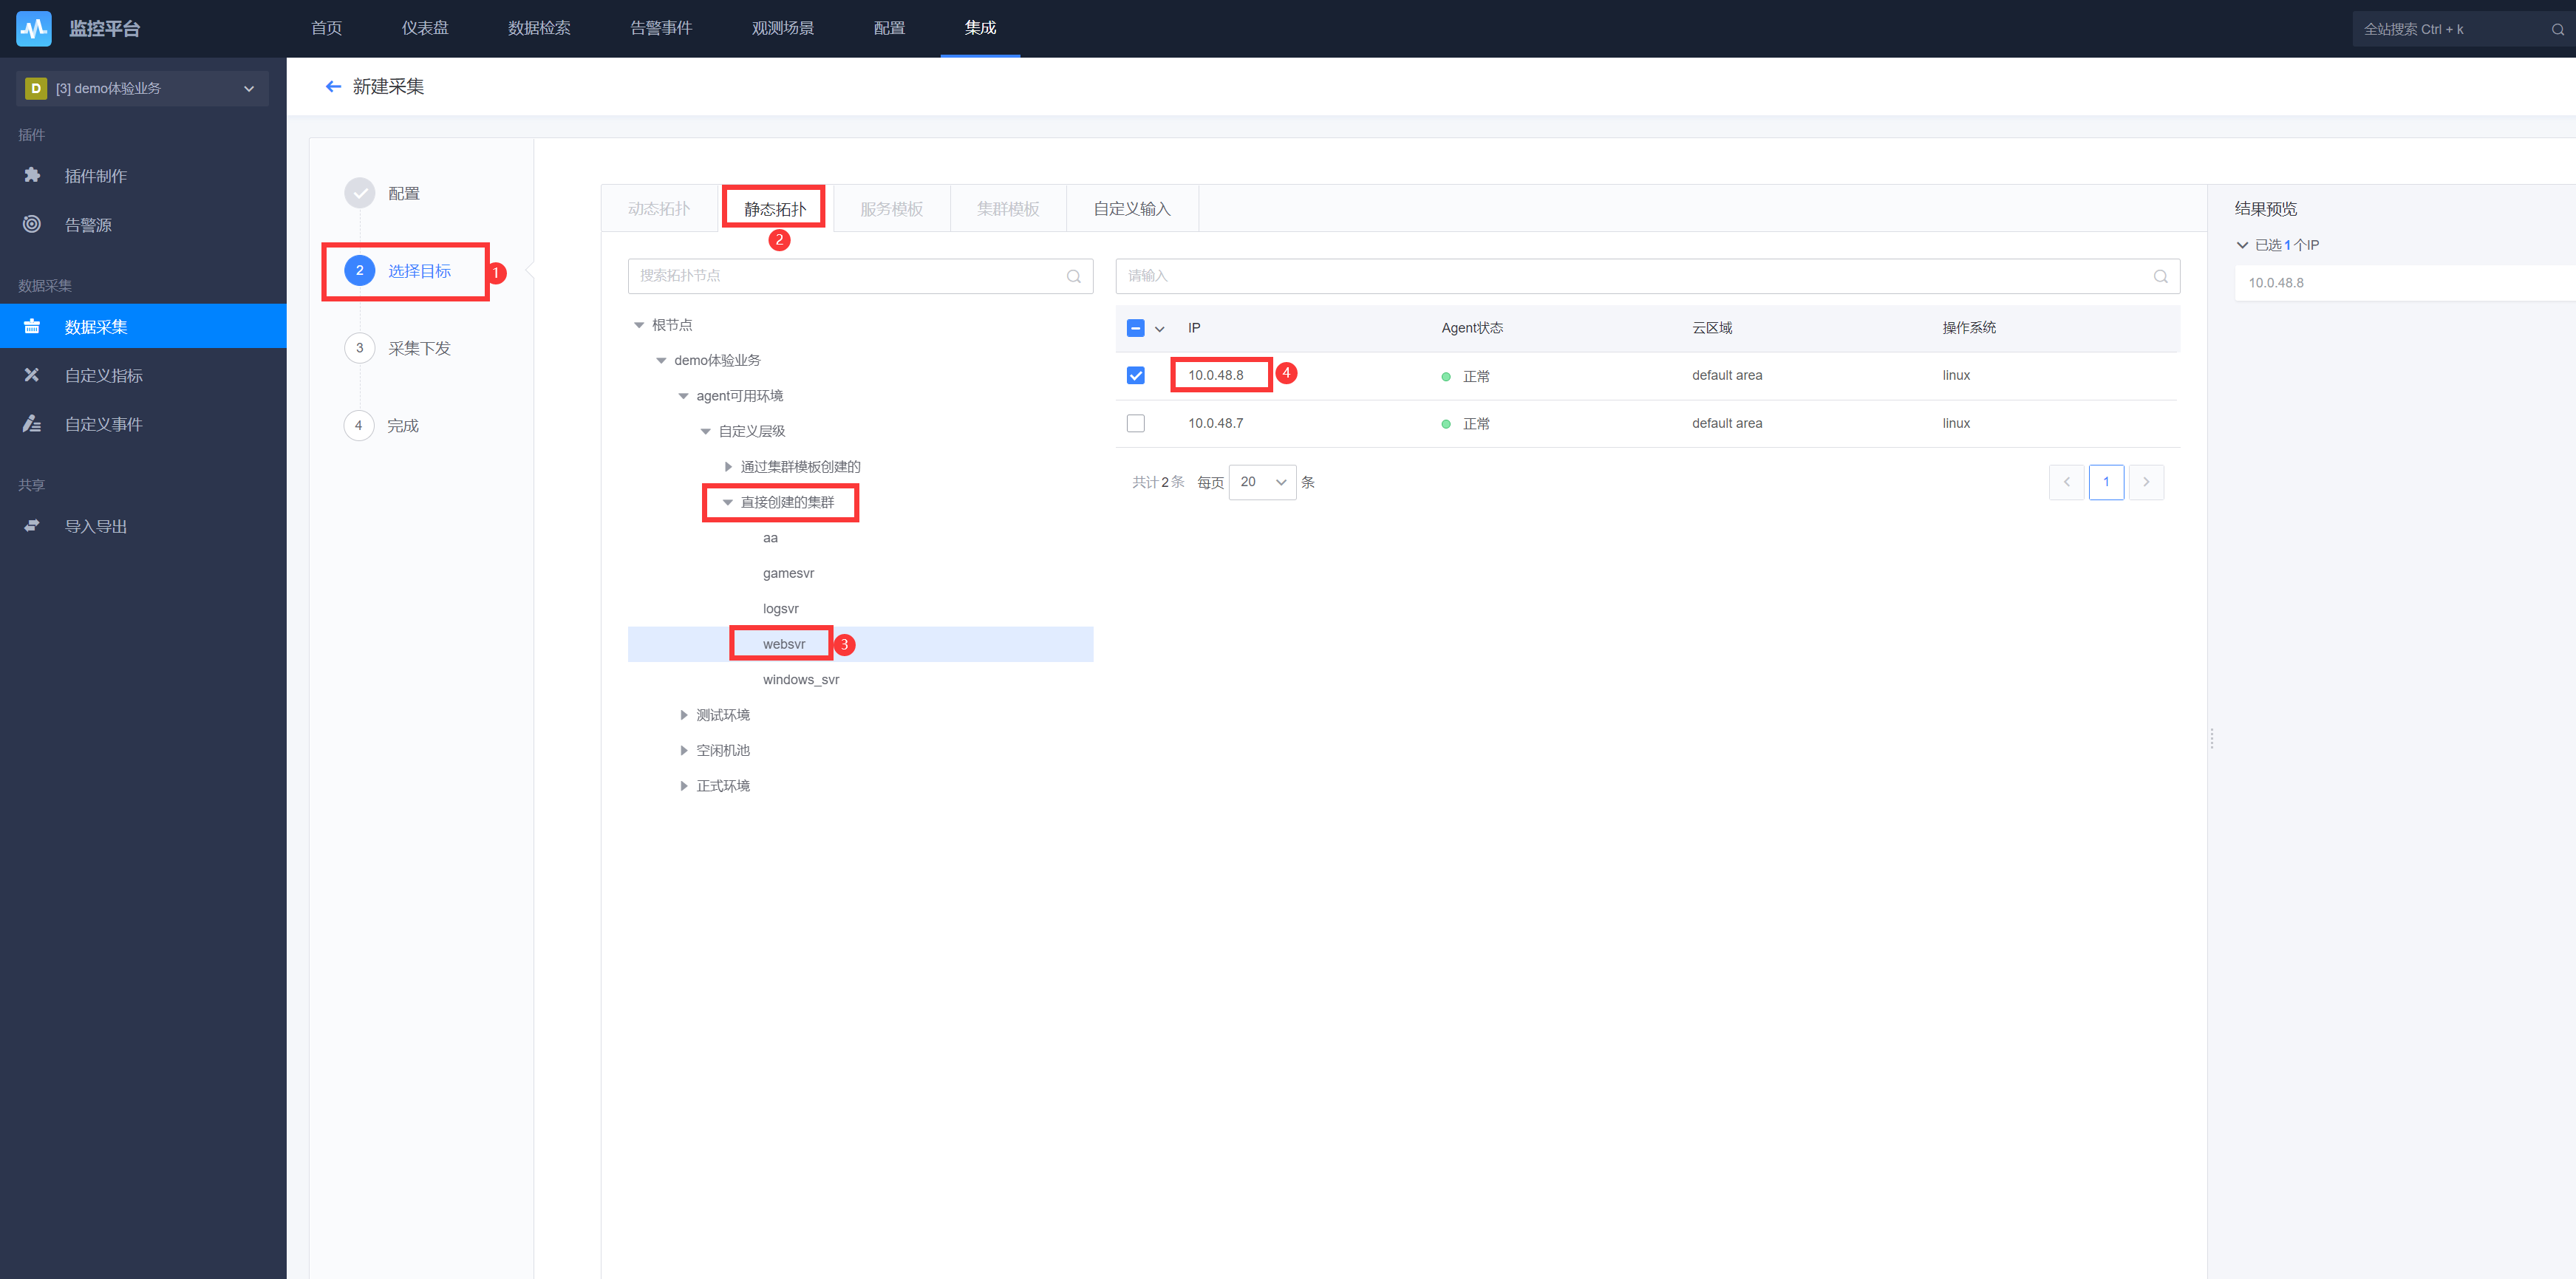 监控平台
首页 仪表盘 数据检索 告警事件 观测场景 配置 集成
全站搜索 Ctrl + k
D [3] demo体验业务
插件
插件制作
告警源
数据采集
数据采集
自定义指标
自定义事件
共享
导入导出
新建采集
配置
2 选择目标 1
3 采集下发
4 完成
动态拓扑 静态拓扑 服务模板 集群模板 自定义输入
2
搜索拓扑节点
根节点
demo体验业务
agent可用环境
自定义层级
通过集群模板创建的
直接创建的集群
aa
gamesvr
logsvr
websvr 3
windows_svr
测试环境
空闲机池
正式环境
请输入
IP Agent状态 云区域 操作系统
10.0.48.8 4 正常 default area linux
10.0.48.7 正常 default area linux
共计2条 每页 20 条
1
结果预览
已选1个IP
10.0.48.8